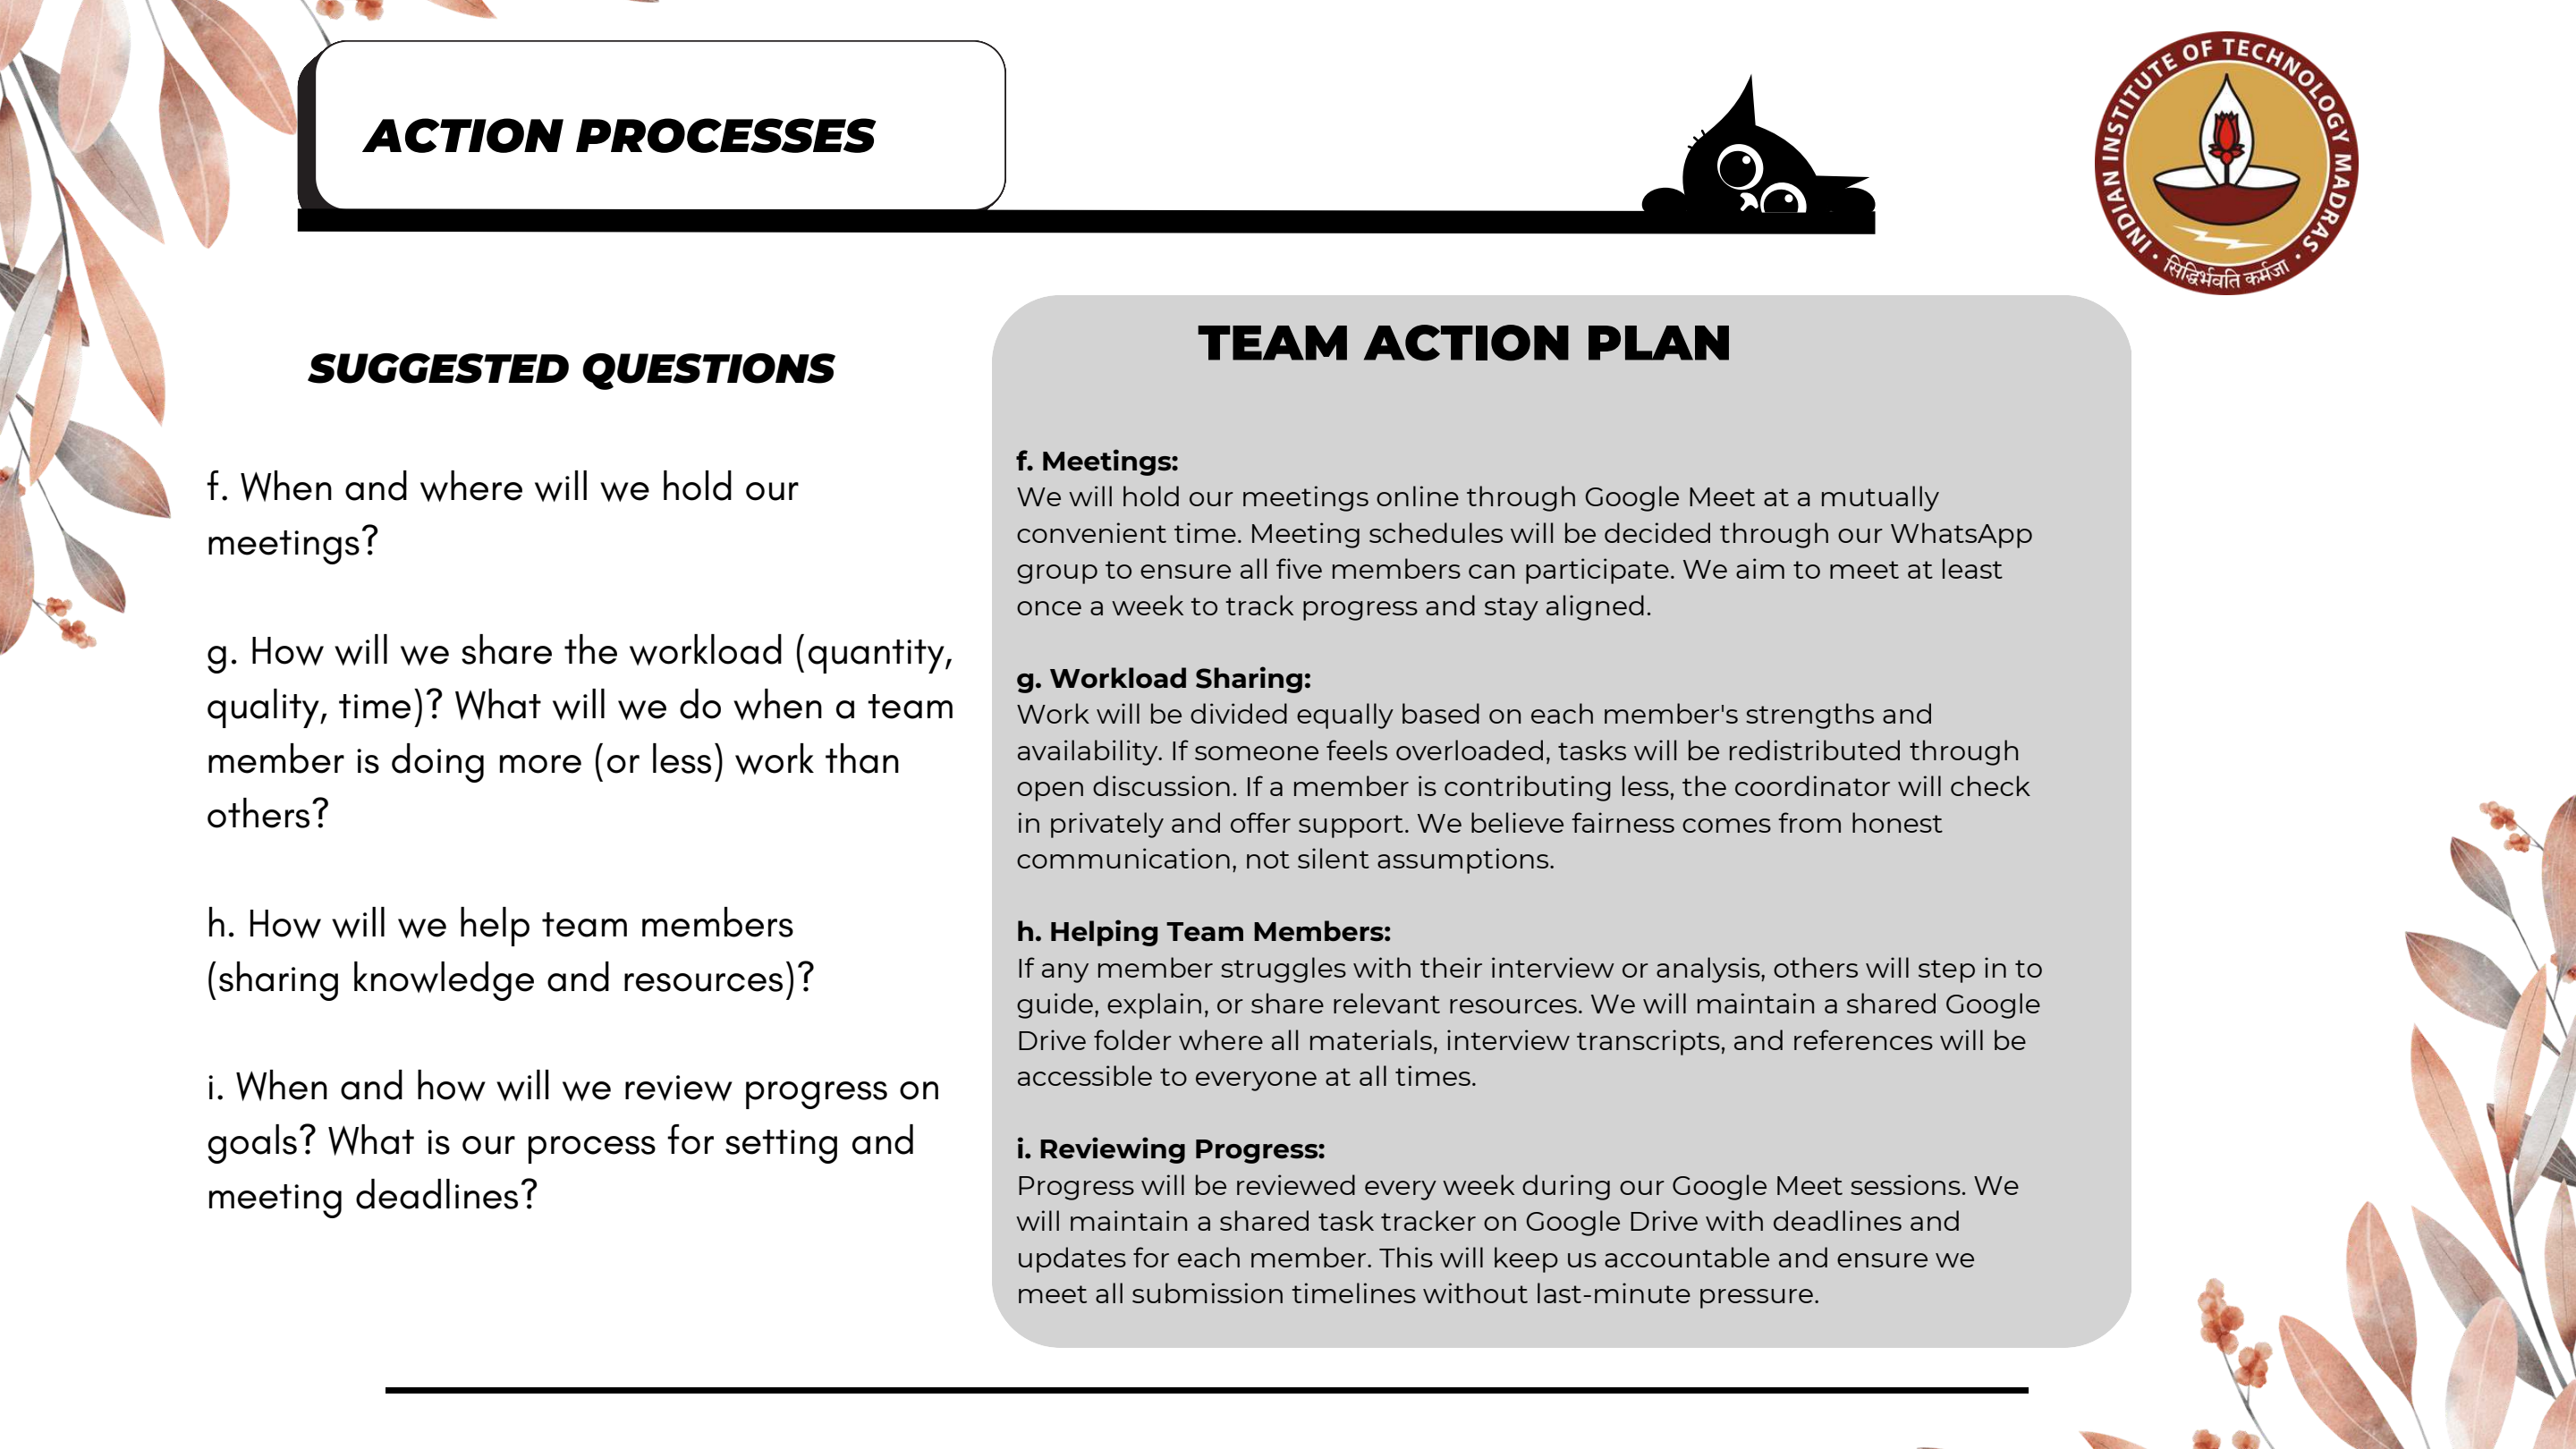 ACTION PROCESSES
INDIAN INSTITUTE OF TECHNOLOGY MADRAS
सिद्धिर्भवति कर्मजा
SUGGESTED QUESTIONS
f. When and where will we hold our
meetings?
g. How will we share the workload (quantity,
quality, time)? What will we do when a team
member is doing more (or less) work than
others?
h. How will we help team members
(sharing knowledge and resources)?
i. When and how will we review progress on
goals? What is our process for setting and
meeting deadlines?
TEAM ACTION PLAN
f. Meetings:
We will hold our meetings online through Google Meet at a mutually
convenient time. Meeting schedules will be decided through our WhatsApp
group to ensure all five members can participate. We aim to meet at least
once a week to track progress and stay aligned.
g. Workload Sharing:
Work will be divided equally based on each member's strengths and
availability. If someone feels overloaded, tasks will be redistributed through
open discussion. If a member is contributing less, the coordinator will check
in privately and offer support. We believe fairness comes from honest
communication, not silent assumptions.
h. Helping Team Members:
If any member struggles with their interview or analysis, others will step in to
guide, explain, or share relevant resources. We will maintain a shared Google
Drive folder where all materials, interview transcripts, and references will be
accessible to everyone at all times.
i. Reviewing Progress:
Progress will be reviewed every week during our Google Meet sessions. We
will maintain a shared task tracker on Google Drive with deadlines and
updates for each member. This will keep us accountable and ensure we
meet all submission timelines without last-minute pressure.